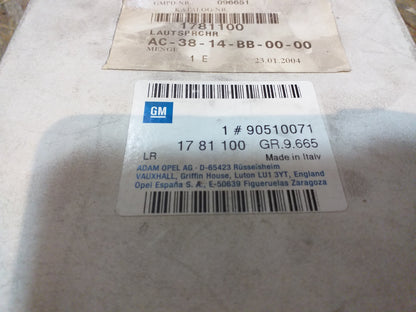 GMPD-NR. 096651
KATALOG-NR.
1781100
LAUTSPRCHR
AC-38-14-BB-00-00
MENGE
1 E 23.01.2004
GM
1 # 90510071
17 81 100 GR.9.665
LR Made in Italy
ADAM OPEL AG - D-65423 Rüsselsheim
VAUXHALL, Griffin House, Luton LU1 3YT, England
Opel España S. A., E-50639 Figueruelas Zaragoza